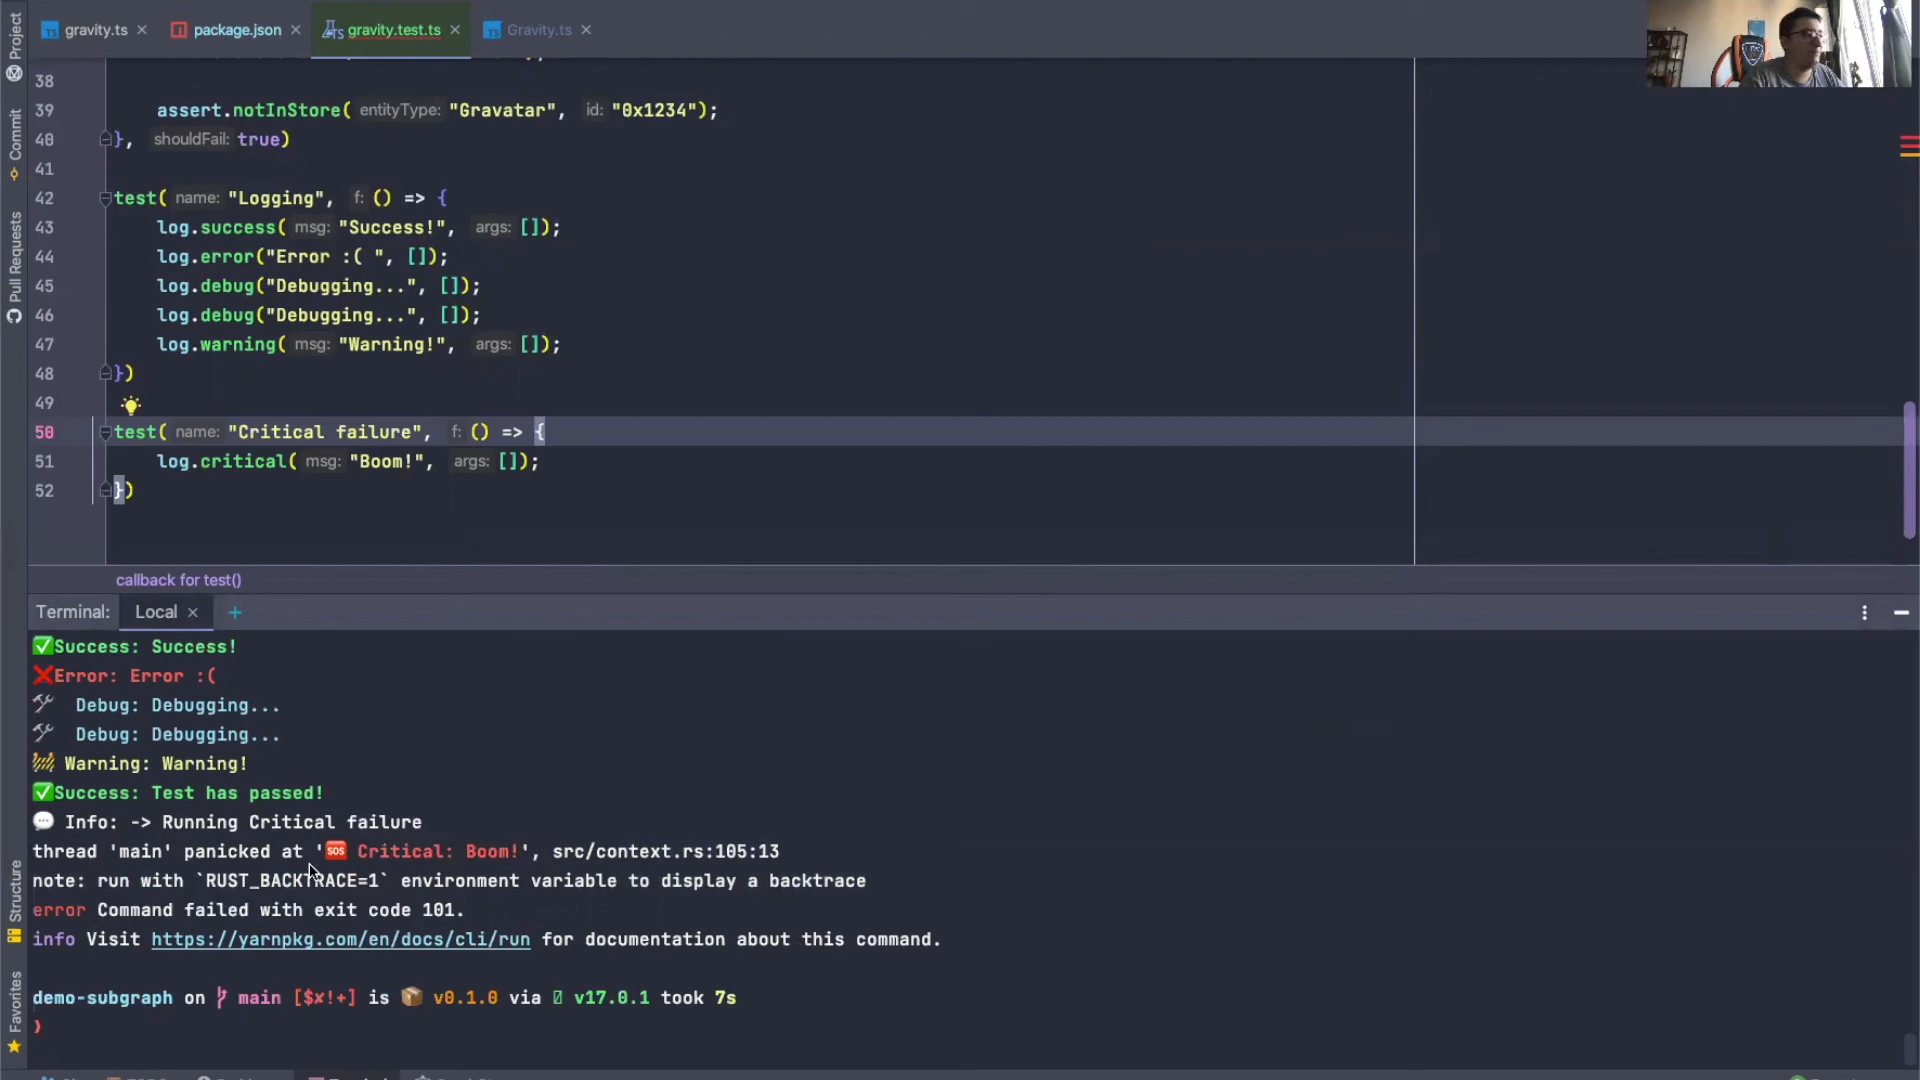 Project
Commit
Pull Requests
Structure
Favorites
gravity.ts
package.json
gravity.test.ts
Gravity.ts
38
39 assert.notInStore( entityType: "Gravatar", id: "0x1234");
40 }, shouldFail: true)
41
42 test( name: "Logging", f: () => {
43 log.success( msg: "Success!", args: []);
44 log.error("Error :( ", []);
45 log.debug("Debugging...", []);
46 log.debug("Debugging...", []);
47 log.warning( msg: "Warning!", args: []);
48 })
49
50 test( name: "Critical failure", f: () => {
51 log.critical( msg: "Boom!", args: []);
52 })
callback for test()
Terminal: Local
✅Success: Success!
❌Error: Error :(
🛠 Debug: Debugging...
🛠 Debug: Debugging...
🚧 Warning: Warning!
✅Success: Test has passed!
💬 Info: -> Running Critical failure
thread 'main' panicked at '🆘 Critical: Boom!', src/context.rs:105:13
note: run with `RUST_BACKTRACE=1` environment variable to display a backtrace
error Command failed with exit code 101.
info Visit https://yarnpkg.com/en/docs/cli/run for documentation about this command.
demo-subgraph on main [$✘!+] is 📦 v0.1.0 via v17.0.1 took 7s